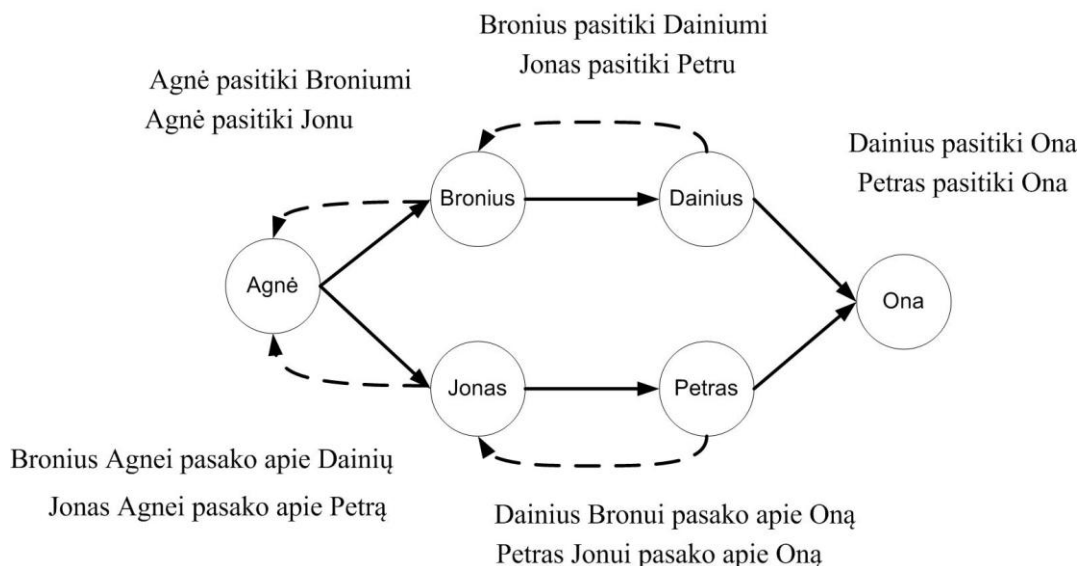 Bronius pasitiki Dainiumi
Jonas pasitiki Petru
Agnė pasitiki Broniumi
Agnė pasitiki Jonu
Dainius pasitiki Ona
Petras pasitiki Ona
Bronius
Dainius
Agnė
Ona
Jonas
Petras
Bronius Agnei pasako apie Dainių
Jonas Agnei pasako apie Petrą
Dainius Bronui pasako apie Oną
Petras Jonui pasako apie Oną